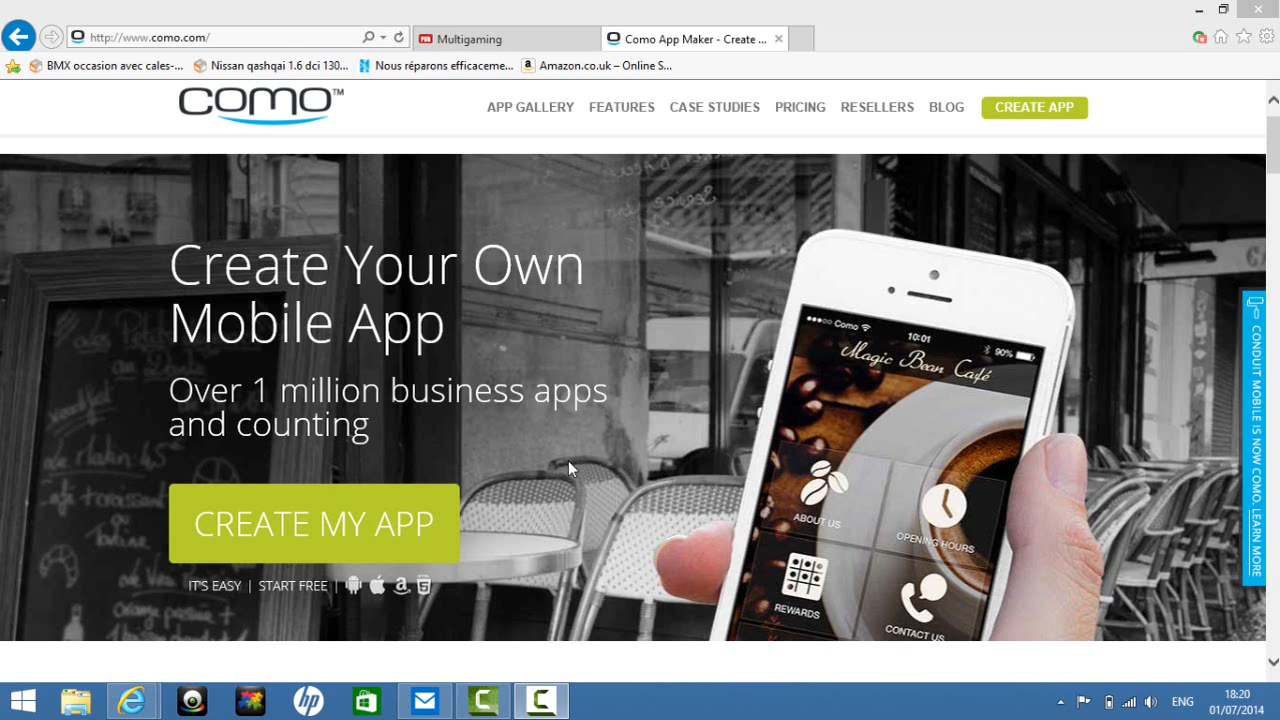 http://www.como.com/
PUB Multigaming
Como App Maker - Create ...
BMX occasion avec cales-...
Nissan qashqai 1.6 dci 130...
Nous réparons efficaceme...
Amazon.co.uk – Online S...
como™
APP GALLERY
FEATURES
CASE STUDIES
PRICING
RESELLERS
BLOG
CREATE APP
Create Your Own
Mobile App
Over 1 million business apps
and counting
CREATE MY APP
IT'S EASY | START FREE |
Como
10:01
90%
Magic Bean Café
ABOUT US
OPENING HOURS
REWARDS
CONTACT US
CONDUIT MOBILE IS NOW COMO. LEARN MORE
hp
ENG
18:20
01/07/2014